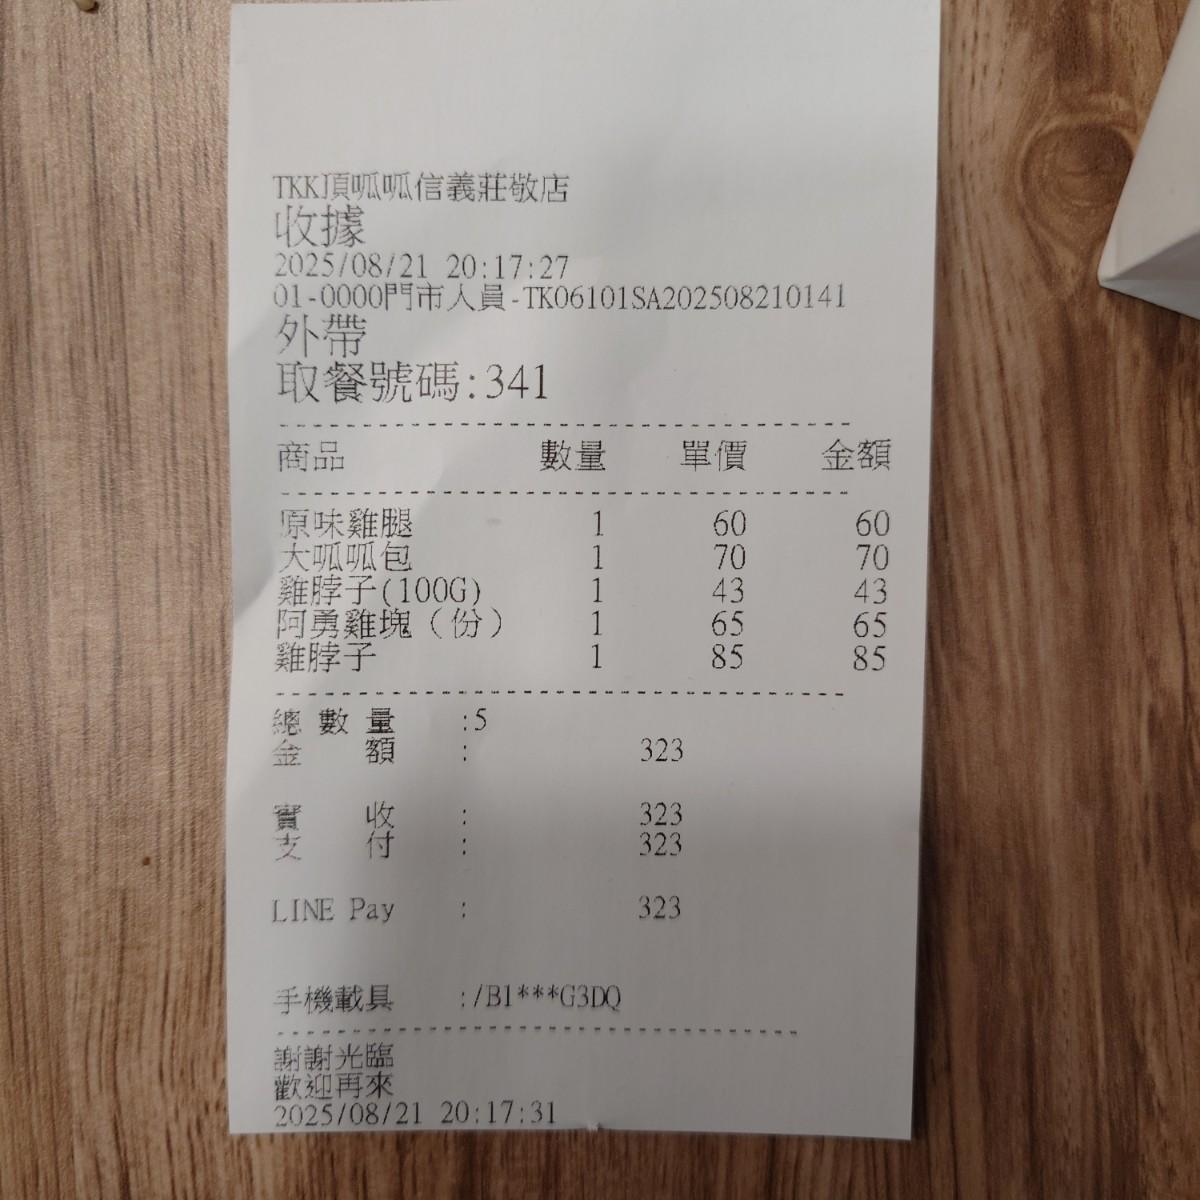 TKK頂呱呱信義莊敬店
收據
2025/08/21 20:17:27
01-0000門市人員-TK06101SA202508210141
外帶
取餐號碼:341
商品 數量 單價 金額
原味雞腿 1 60 60
大呱呱包 1 70 70
雞脖子(100G) 1 43 43
阿勇雞塊（份） 1 65 65
雞脖子 1 85 85
總 數 量 :5
金 額 : 323
實 收 : 323
支 付 : 323
LINE Pay : 323
手機載具 :/B1***G3DQ
謝謝光臨
歡迎再來
2025/08/21 20:17:31